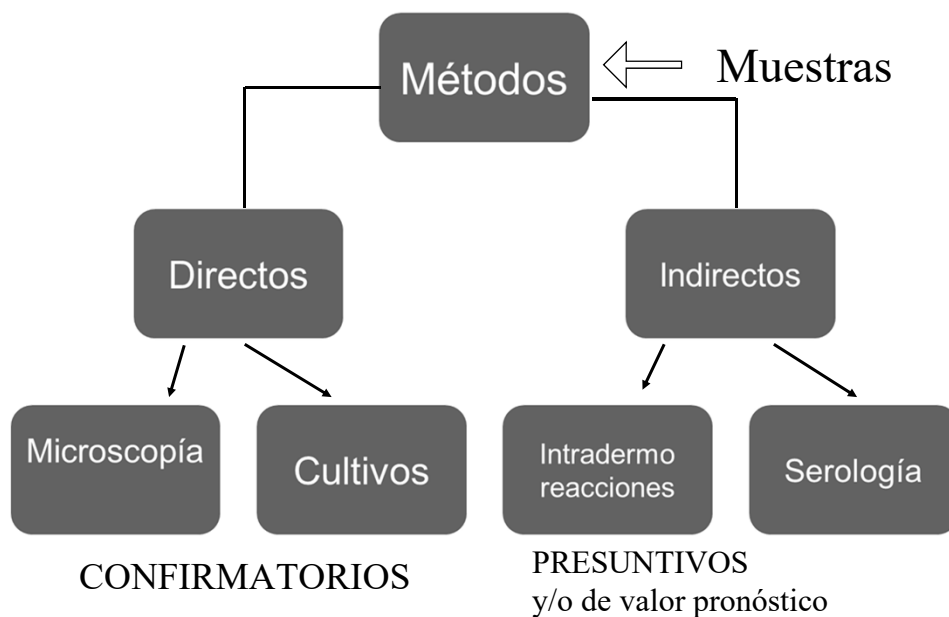 Métodos
Muestras
Directos
Indirectos
Microscopía
Cultivos
Intradermo
reacciones
Serología
CONFIRMATORIOS
PRESUNTIVOS
y/o de valor pronóstico